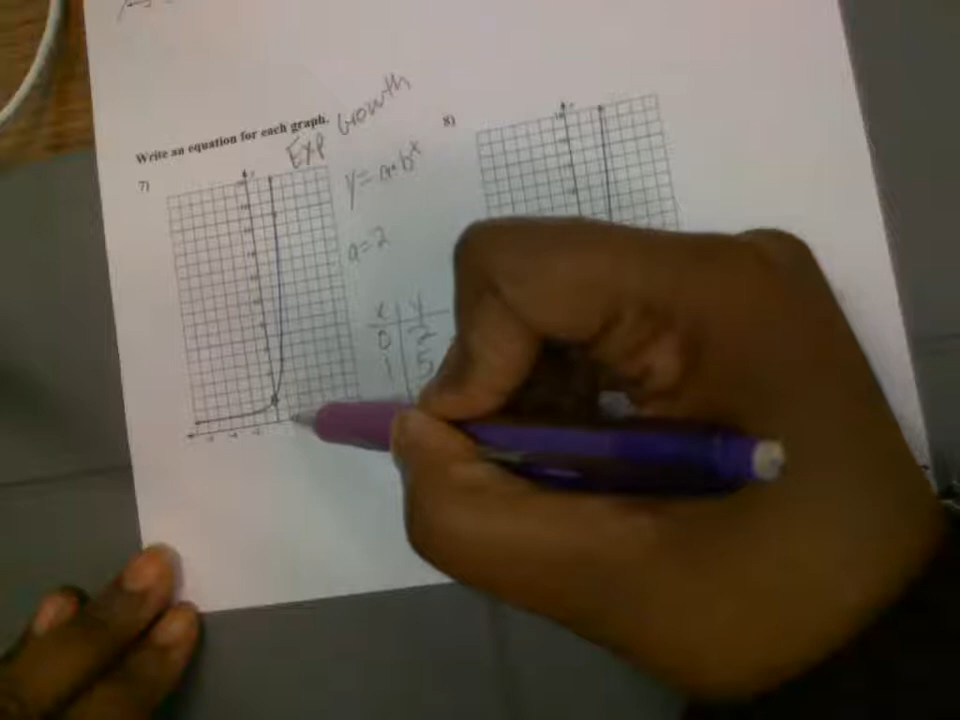 Write an equation for each graph.
Exp Growth
7)
y = a•b^x
a=2
x y
0 2
1 5
8)